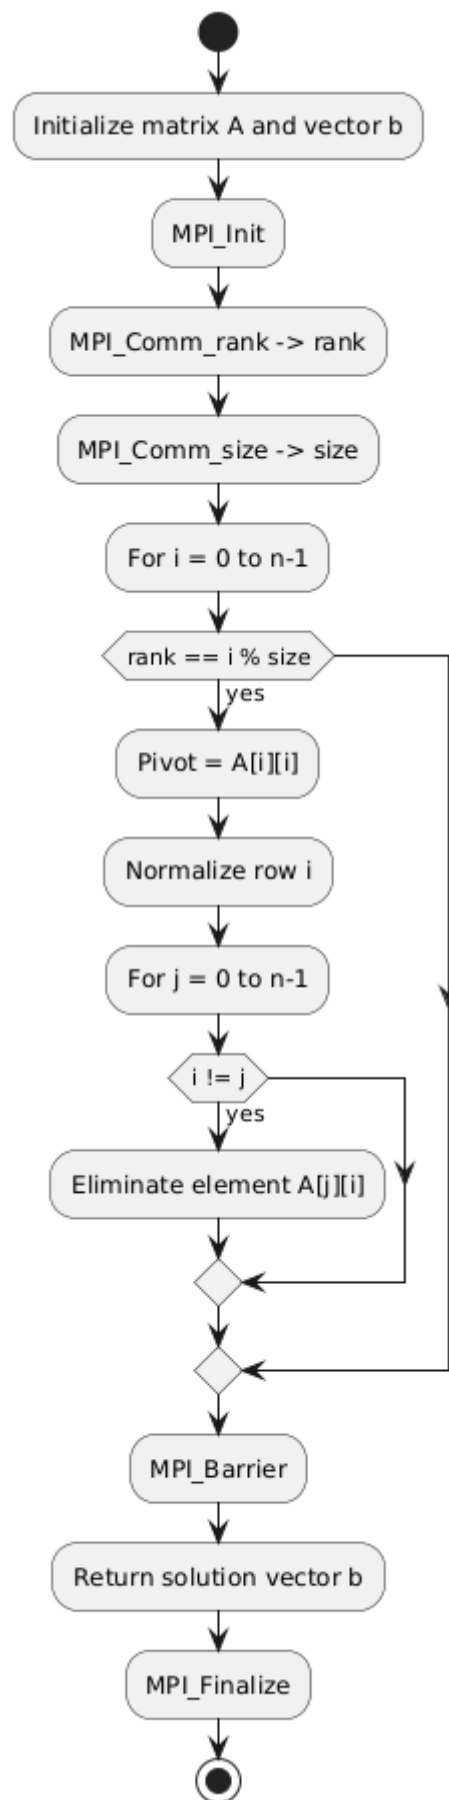 Initialize matrix A and vector b
MPI_Init
MPI_Comm_rank -> rank
MPI_Comm_size -> size
For i = 0 to n-1
rank == i % size
yes
Pivot = A[i][i]
Normalize row i
For j = 0 to n-1
i != j
yes
Eliminate element A[j][i]
MPI_Barrier
Return solution vector b
MPI_Finalize